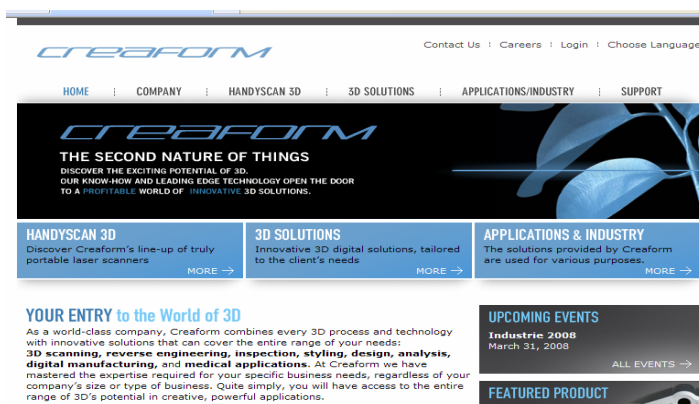 CREAFORM
Contact Us Careers Login Choose Language
HOME COMPANY HANDYSCAN 3D 3D SOLUTIONS APPLICATIONS/INDUSTRY SUPPORT
CREAFORM
THE SECOND NATURE OF THINGS
DISCOVER THE EXCITING POTENTIAL OF 3D.
OUR KNOW-HOW AND LEADING EDGE TECHNOLOGY OPEN THE DOOR
TO A PROFITABLE WORLD OF INNOVATIVE 3D SOLUTIONS.
HANDYSCAN 3D
Discover Creaform's line-up of truly
portable laser scanners
MORE →
3D SOLUTIONS
Innovative 3D digital solutions, tailored
to the client's needs
MORE →
APPLICATIONS & INDUSTRY
The solutions provided by Creaform
are used for various purposes.
MORE →
YOUR ENTRY to the World of 3D
As a world-class company, Creaform combines every 3D process and technology
with innovative solutions that can cover the entire range of your needs:
3D scanning, reverse engineering, inspection, styling, design, analysis,
digital manufacturing, and medical applications. At Creaform we have
mastered the expertise required for your specific business needs, regardless of your
company's size or type of business. Quite simply, you will have access to the entire
range of 3D's potential in creative, powerful applications.
UPCOMING EVENTS
Industrie 2008
March 31, 2008
ALL EVENTS →
FEATURED PRODUCT